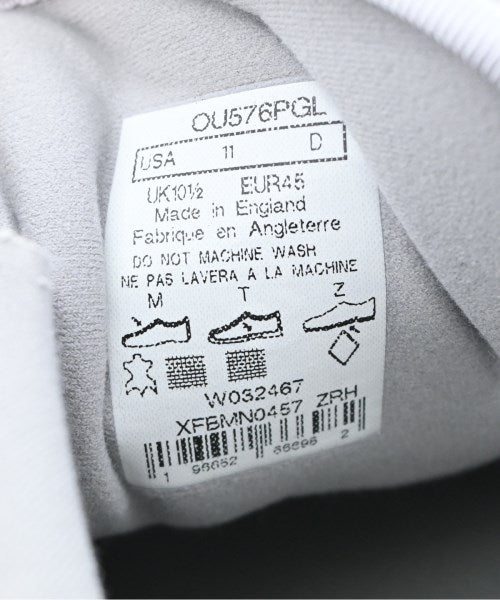 OU576PGL
USA 11 D
UK10½ EUR45
Made in England
Fabrique en Angleterre
DO NOT MACHINE WASH
NE PAS LAVERA A LA MACHINE
M T Z
W032467
XFBMN0457 ZRH
1 96652 66696 2